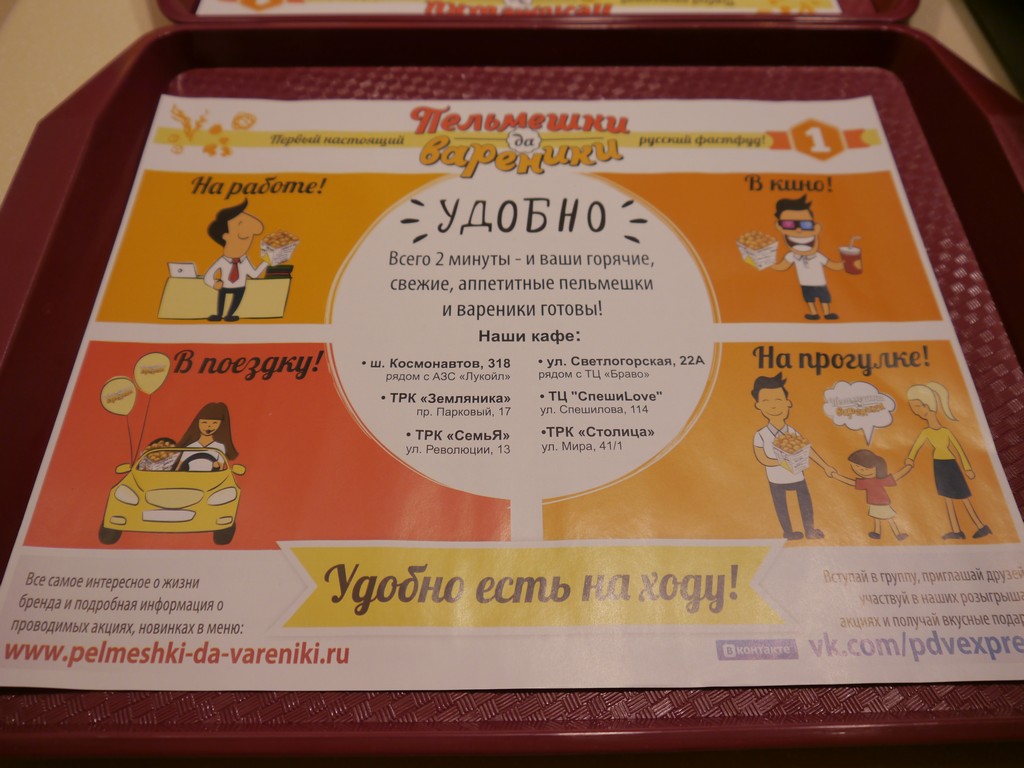 Первый настоящий
Пельмешки
да
вареники
русский фастфуд!
1
На работе!
В кино!
УДОБНО
Всего 2 минуты - и ваши горячие,
свежие, аппетитные пельмешки
и вареники готовы!
Наши кафе:
• ш. Космонавтов, 318
рядом с АЗС «Лукойл»
• ТРК «Земляника»
пр. Парковый, 17
• ТРК «СемьЯ»
ул. Революции, 13
• ул. Светлогорская, 22А
рядом с ТЦ «Браво»
• ТЦ "СпешиLove"
ул. Спешилова, 114
•ТРК «Столица»
ул. Мира, 41/1
В поездку!
На прогулке!
Пельмешки
да
вареники
Удобно есть на ходу!
Все самое интересное о жизни
бренда и подробная информация о
проводимых акциях, новинках в меню:
www.pelmeshki-da-vareniki.ru
Вступай в группу, приглашай друзей
участвуй в наших розыгрыша
акциях и получай вкусные подар
В контакте vk.com/pdvexpre